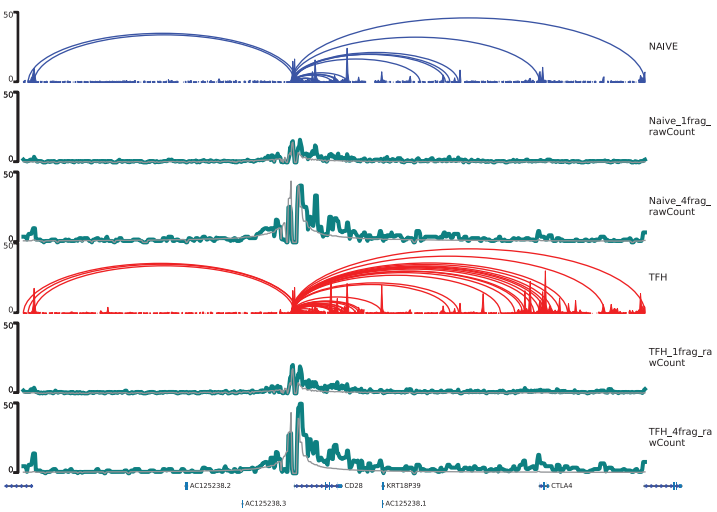 50
NAIVE
0
50
Naive_1frag_
rawCount
0
50
Naive_4frag_
rawCount
0
50
TFH
0
50
TFH_1frag_ra
wCount
0
50
TFH_4frag_ra
wCount
0
AC125238.2 CD28 KRT18P39 CTLA4
AC125238.3 AC125238.1